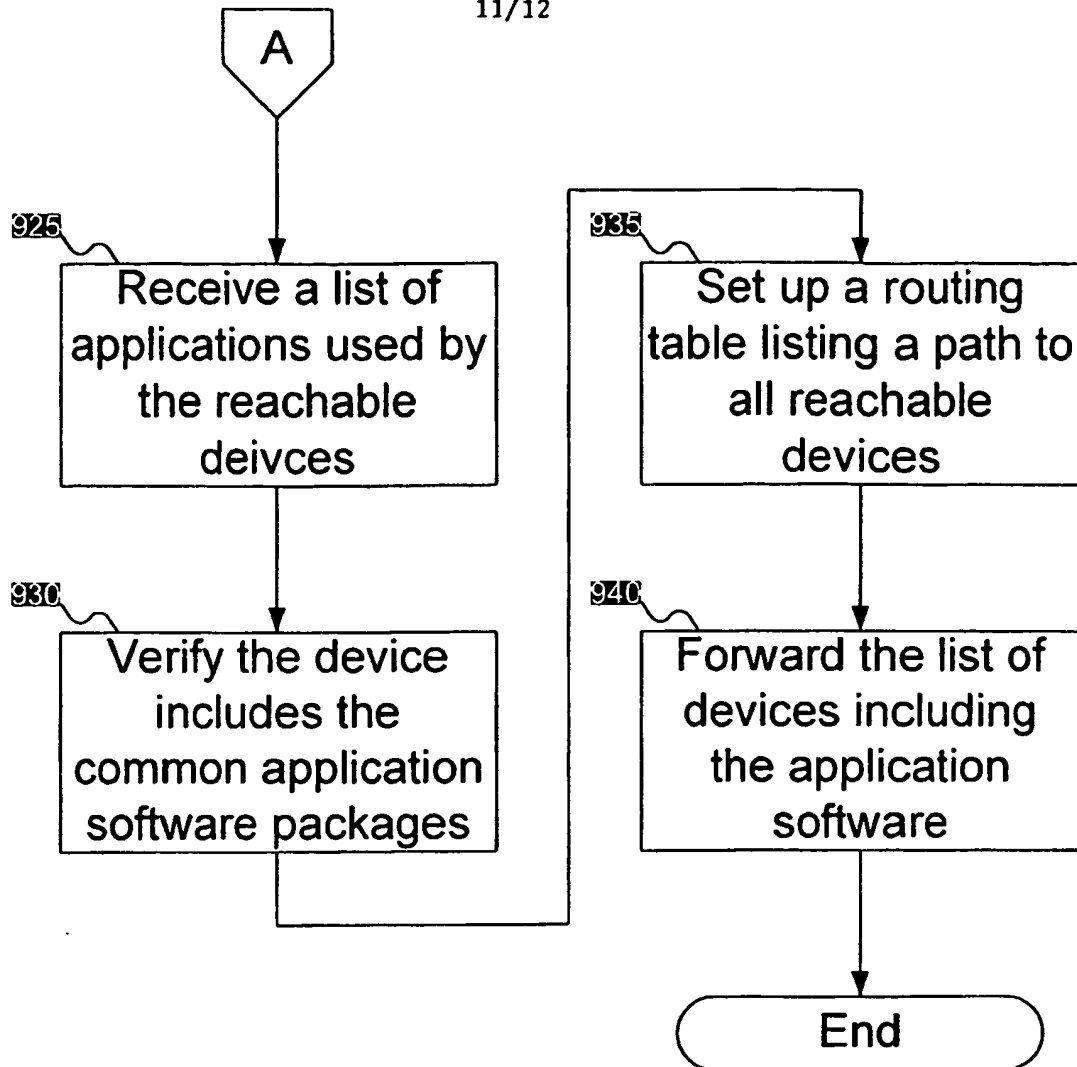 11/12
A
925
Receive a list of
applications used by
the reachable
deivces
930
Verify the device
includes the
common application
software packages
935
Set up a routing
table listing a path to
all reachable
devices
940
Forward the list of
devices including
the application
software
End